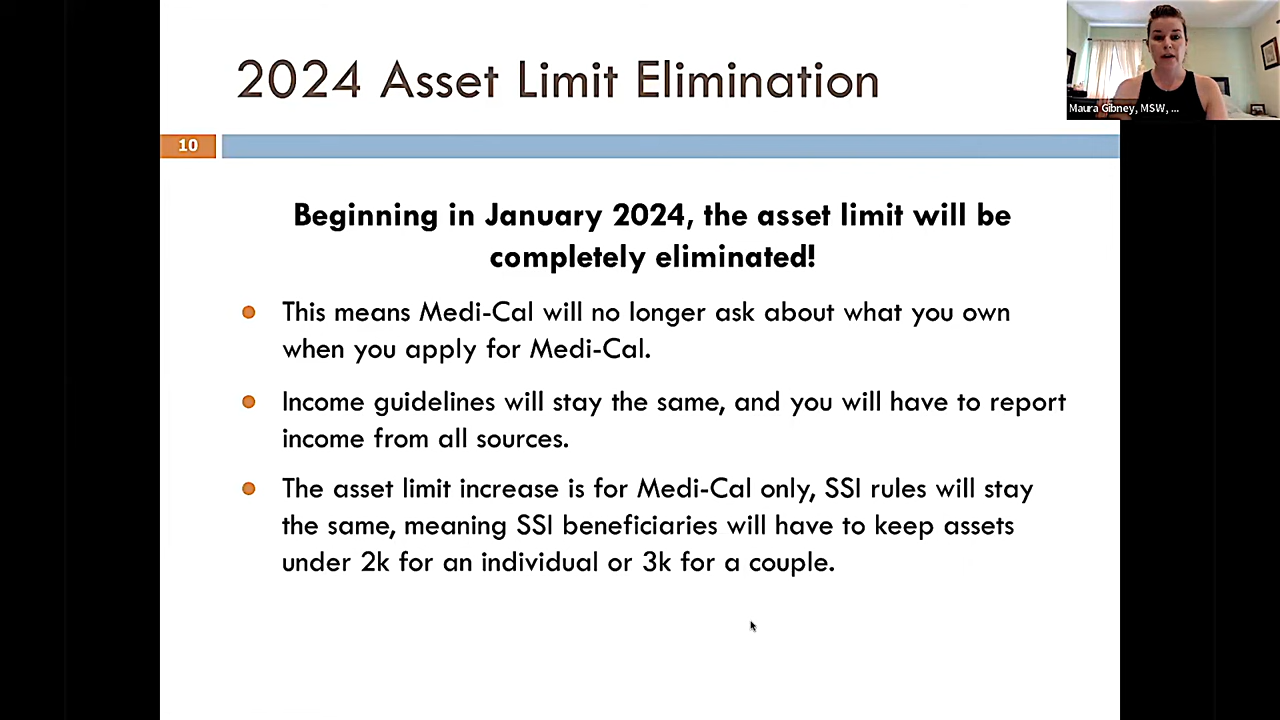 2024 Asset Limit Elimination
Maura Gibney, MSW, ...
10
Beginning in January 2024, the asset limit will be
completely eliminated!
This means Medi-Cal will no longer ask about what you own
when you apply for Medi-Cal.
Income guidelines will stay the same, and you will have to report
income from all sources.
The asset limit increase is for Medi-Cal only, SSI rules will stay
the same, meaning SSI beneficiaries will have to keep assets
under 2k for an individual or 3k for a couple.